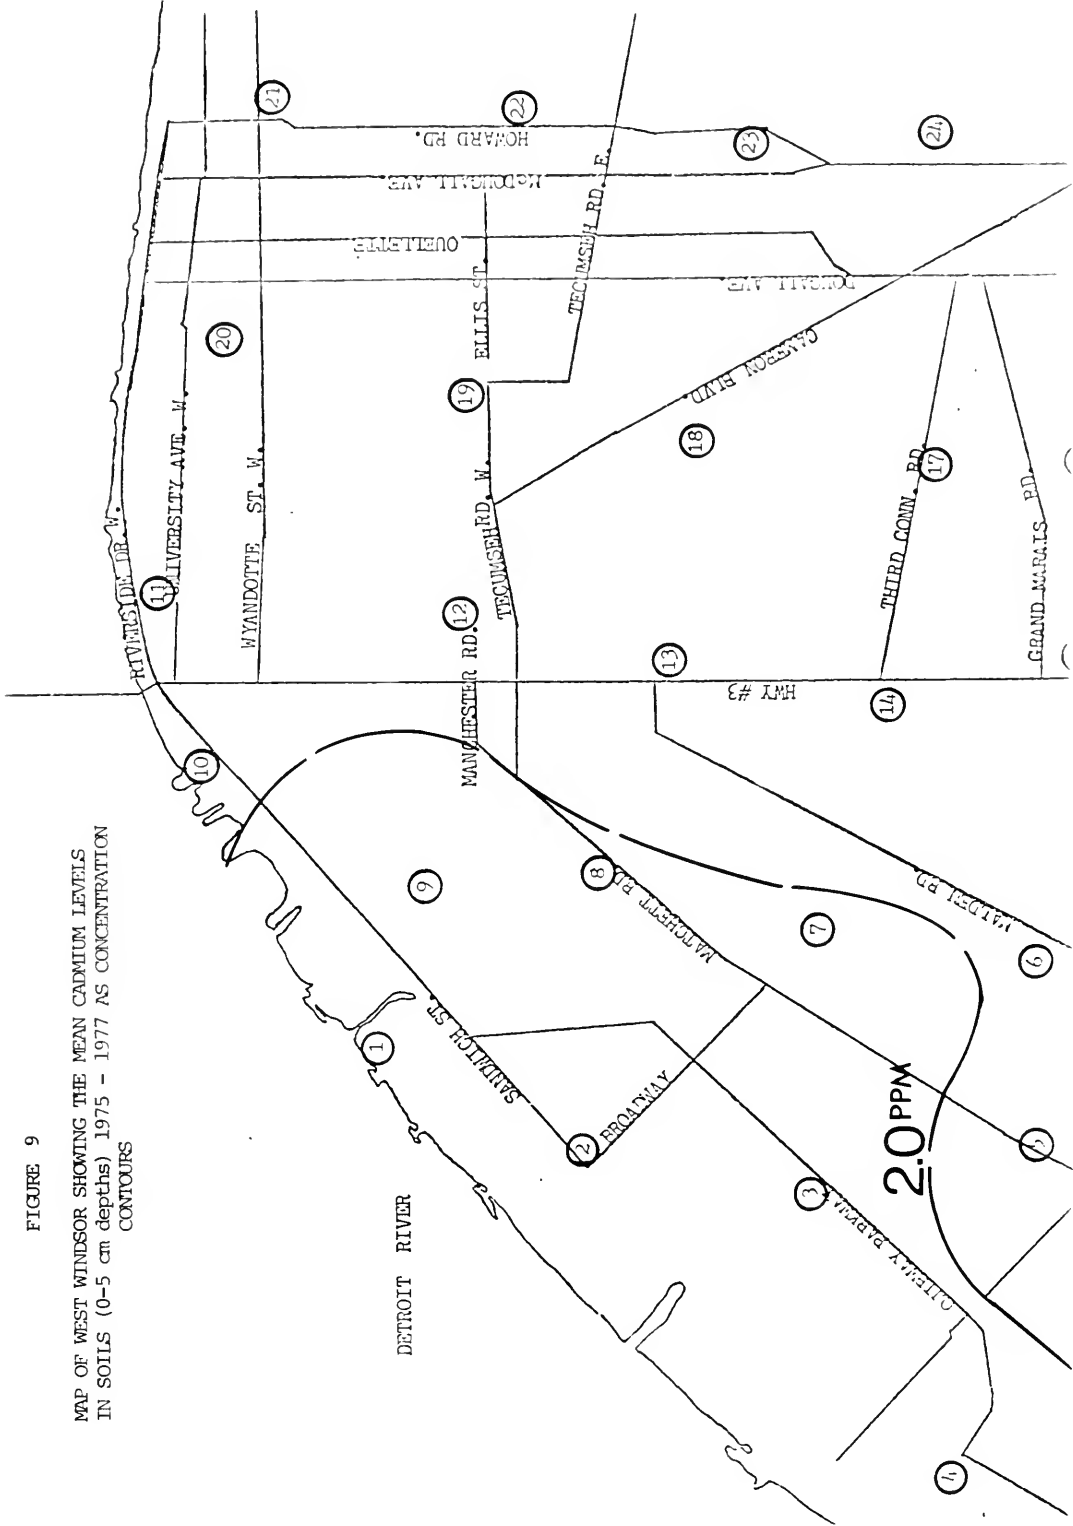 FIGURE 9
MAP OF WEST WINDSOR SHOWING THE MEAN CADMIUM LEVELS
IN SOILS (0-5 cm depths) 1975 - 1977 AS CONCENTRATION
CONTOURS
DETROIT RIVER
RIVERSIDE DR. W.
UNIVERSITY AVE. W.
WYANDOTTE ST. W.
MANCHESTER RD.
TECUMSEH RD. W.
ELLIS ST.
TECUMSEH RD. E.
HOWARD RD.
McDOUGALL AVE
OUELLETTE
DOUGALL AVE.
CAMERON BLVD
THIRD CONN. RD.
GRAND MARAIS RD.
HWY #3
MALDEN RD
MATCHETT RD
SANDWICH ST.
BROADWAY
OJIBWAY PARKWAY
2.0 PPM
1
2
3
4
5
6
7
8
9
10
11
12
13
14
17
18
19
20
21
22
23
24